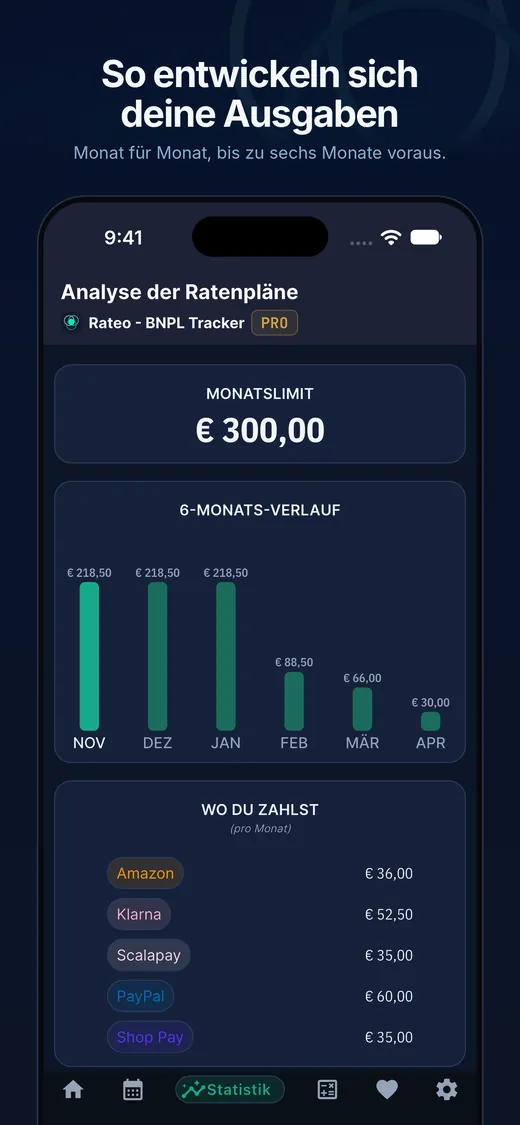 So entwickeln sich
deine Ausgaben
Monat für Monat, bis zu sechs Monate voraus.
9:41
Analyse der Ratenpläne
Rateo - BNPL Tracker PRO
MONATSLIMIT
€ 300,00
6-MONATS-VERLAUF
€ 218,50 € 218,50 € 218,50
€ 88,50
€ 66,00
€ 30,00
NOV DEZ JAN FEB MÄR APR
WO DU ZAHLST
(pro Monat)
Amazon € 36,00
Klarna € 52,50
Scalapay € 35,00
PayPal € 60,00
Shop Pay € 35,00
Statistik